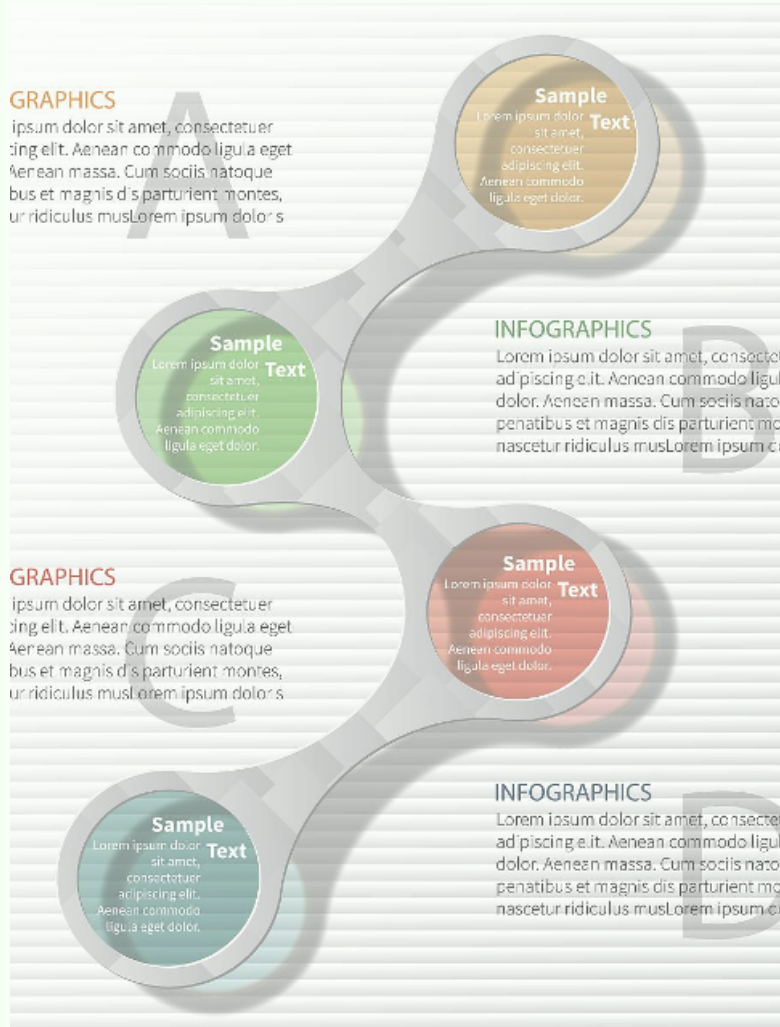 GRAPHICS
ipsum dolor sit amet, consectetuer
cing elit. Aenean commodo ligula eget
Aenean massa. Cum sociis natoque
bus et magnis dis parturient montes,
ur ridiculus musLorem ipsum dolor s
A
Sample
Text
Lorem ipsum dolor
sit amet,
consectetuer
adipiscing elit.
Aenean commodo
ligula eget dolor.
Sample
Text
Lorem ipsum dolor
sit amet,
consectetuer
adipiscing elit.
Aenean commodo
ligula eget dolor.
INFOGRAPHICS
Lorem ipsum dolor sit amet, consectet
adipiscing elit. Aenean commodo ligul
dolor. Aenean massa. Cum sociis nato
penatibus et magnis dis parturient mo
nascetur ridiculus musLorem ipsum d
B
GRAPHICS
ipsum dolor sit amet, consectetuer
cing elit. Aenean commodo ligula eget
Aenean massa. Cum sociis natoque
bus et magnis dis parturient montes,
ur ridiculus musLorem ipsum dolor s
C
Sample
Text
Lorem ipsum dolor
sit amet,
consectetuer
adipiscing elit.
Aenean commodo
ligula eget dolor.
Sample
Text
Lorem ipsum dolor
sit amet,
consectetuer
adipiscing elit.
Aenean commodo
ligula eget dolor.
INFOGRAPHICS
Lorem ipsum dolor sit amet, consectet
adipiscing elit. Aenean commodo ligul
dolor. Aenean massa. Cum sociis nato
penatibus et magnis dis parturient mo
nascetur ridiculus musLorem ipsum d
D